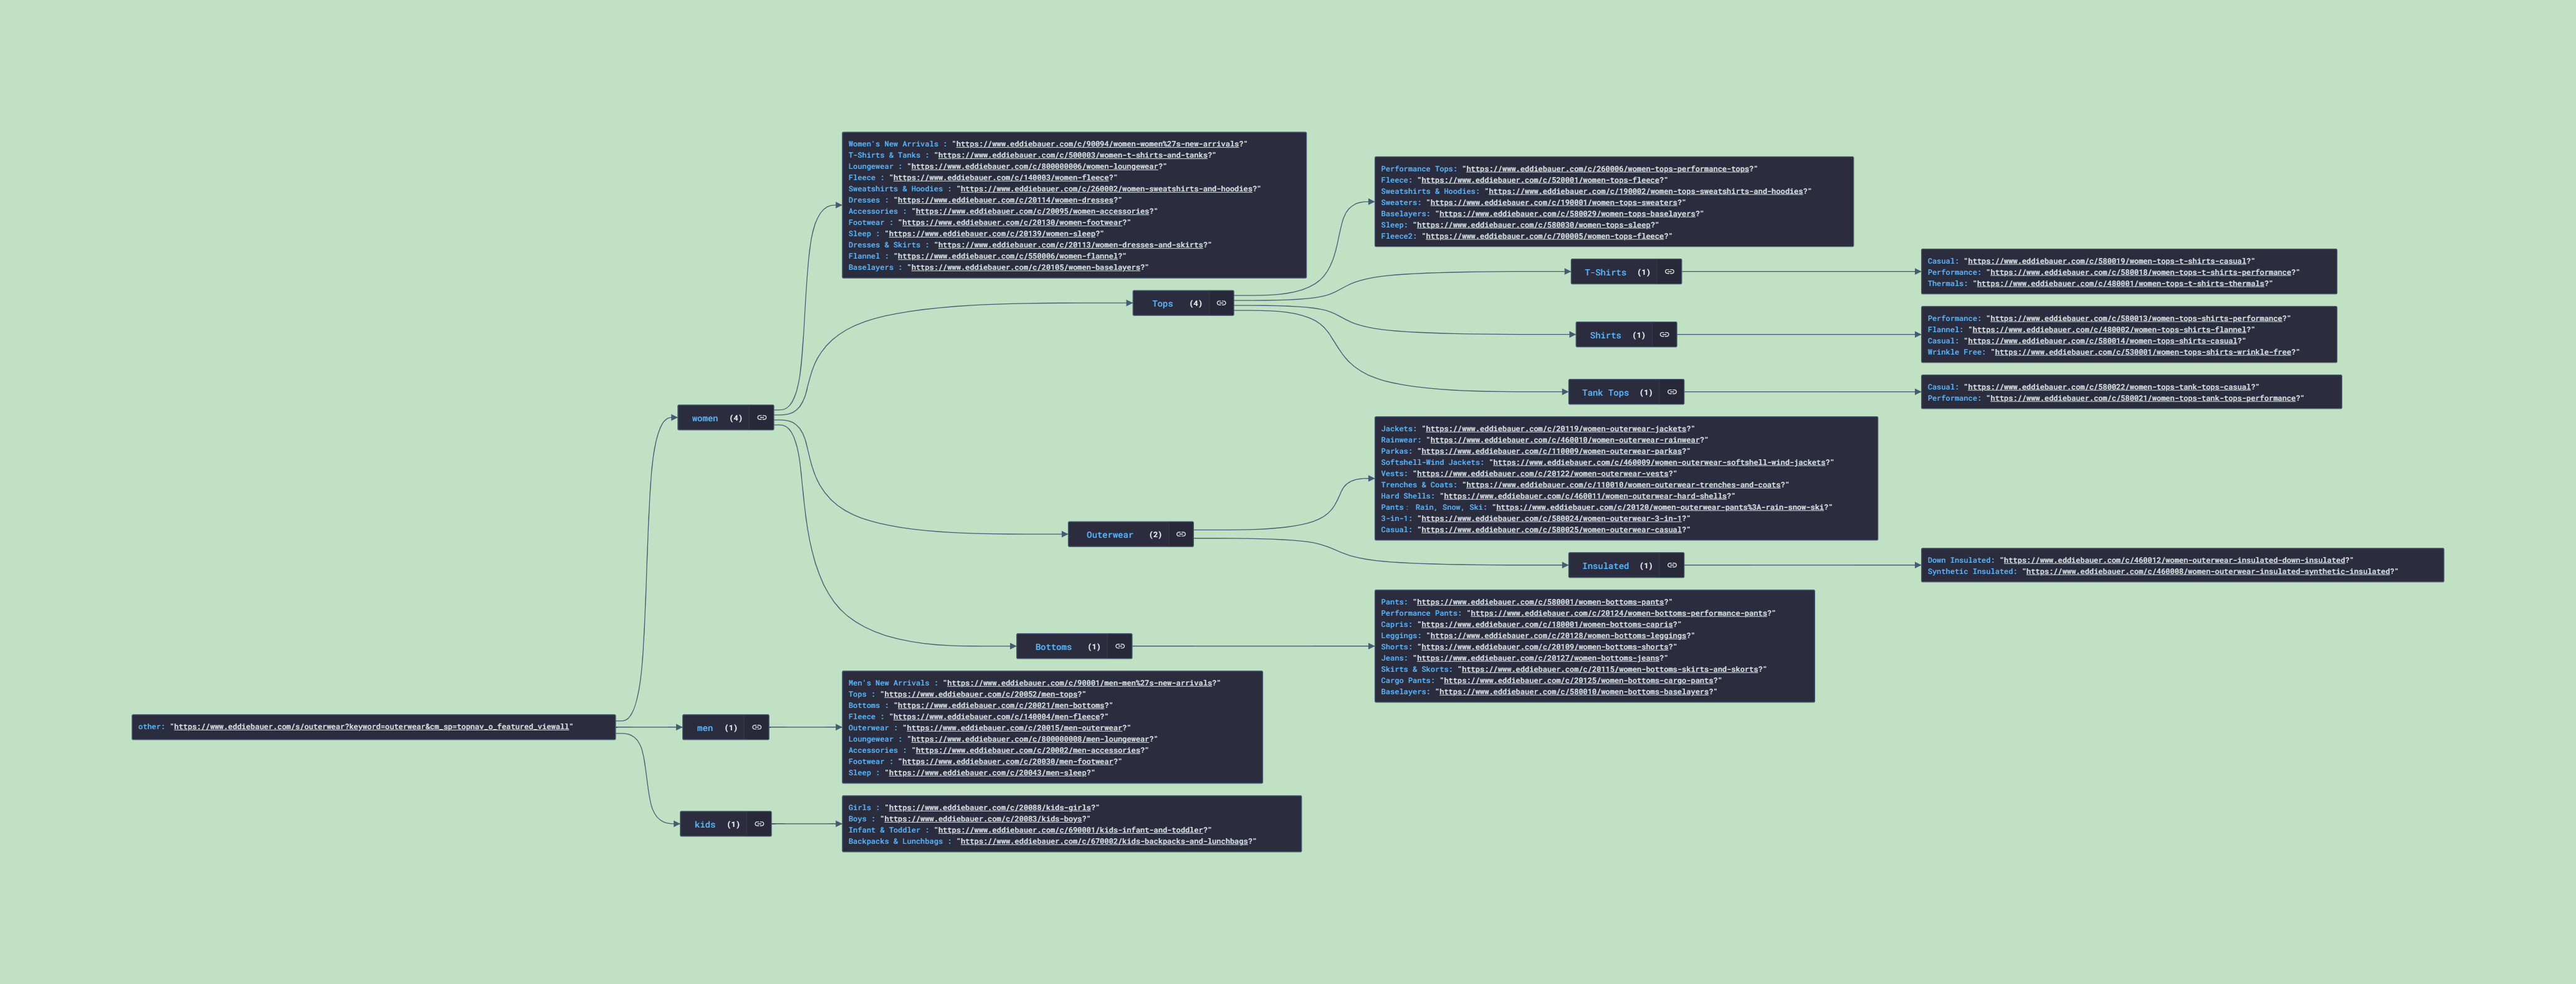 Women's New Arrivals : "https://www.eddiebauer.com/c/90094/women-women%27s-new-arrivals?"
T-Shirts & Tanks : "https://www.eddiebauer.com/c/500003/women-t-shirts-and-tanks?"
Loungewear : "https://www.eddiebauer.com/c/800000006/women-loungewear?"
Fleece : "https://www.eddiebauer.com/c/140003/women-fleece?"
Sweatshirts & Hoodies : "https://www.eddiebauer.com/c/260002/women-sweatshirts-and-hoodies?"
Dresses : "https://www.eddiebauer.com/c/20114/women-dresses?"
Accessories : "https://www.eddiebauer.com/c/20095/women-accessories?"
Footwear : "https://www.eddiebauer.com/c/20130/women-footwear?"
Sleep : "https://www.eddiebauer.com/c/20139/women-sleep?"
Dresses & Skirts : "https://www.eddiebauer.com/c/20113/women-dresses-and-skirts?"
Flannel : "https://www.eddiebauer.com/c/550006/women-flannel?"
Baselayers : "https://www.eddiebauer.com/c/20105/women-baselayers?"
Performance Tops: "https://www.eddiebauer.com/c/260006/women-tops-performance-tops?"
Fleece: "https://www.eddiebauer.com/c/520001/women-tops-fleece?"
Sweatshirts & Hoodies: "https://www.eddiebauer.com/c/190002/women-tops-sweatshirts-and-hoodies?"
Sweaters: "https://www.eddiebauer.com/c/190001/women-tops-sweaters?"
Baselayers: "https://www.eddiebauer.com/c/580029/women-tops-baselayers?"
Sleep: "https://www.eddiebauer.com/c/580030/women-tops-sleep?"
Fleece2: "https://www.eddiebauer.com/c/700005/women-tops-fleece?"
T-Shirts (1)
Casual: "https://www.eddiebauer.com/c/580019/women-tops-t-shirts-casual?"
Performance: "https://www.eddiebauer.com/c/580018/women-tops-t-shirts-performance?"
Thermals: "https://www.eddiebauer.com/c/480001/women-tops-t-shirts-thermals?"
Tops (4)
Shirts (1)
Performance: "https://www.eddiebauer.com/c/580013/women-tops-shirts-performance?"
Flannel: "https://www.eddiebauer.com/c/480002/women-tops-shirts-flannel?"
Casual: "https://www.eddiebauer.com/c/580014/women-tops-shirts-casual?"
Wrinkle Free: "https://www.eddiebauer.com/c/530001/women-tops-shirts-wrinkle-free?"
Tank Tops (1)
Casual: "https://www.eddiebauer.com/c/580022/women-tops-tank-tops-casual?"
Performance: "https://www.eddiebauer.com/c/580021/women-tops-tank-tops-performance?"
women (4)
Jackets: "https://www.eddiebauer.com/c/20119/women-outerwear-jackets?"
Rainwear: "https://www.eddiebauer.com/c/460010/women-outerwear-rainwear?"
Parkas: "https://www.eddiebauer.com/c/110009/women-outerwear-parkas?"
Softshell-Wind Jackets: "https://www.eddiebauer.com/c/460009/women-outerwear-softshell-wind-jackets?"
Vests: "https://www.eddiebauer.com/c/20122/women-outerwear-vests?"
Trenches & Coats: "https://www.eddiebauer.com/c/110010/women-outerwear-trenches-and-coats?"
Hard Shells: "https://www.eddiebauer.com/c/460011/women-outerwear-hard-shells?"
Pants： Rain, Snow, Ski: "https://www.eddiebauer.com/c/20120/women-outerwear-pants%3A-rain-snow-ski?"
3-in-1: "https://www.eddiebauer.com/c/580024/women-outerwear-3-in-1?"
Casual: "https://www.eddiebauer.com/c/580025/women-outerwear-casual?"
Outerwear (2)
Insulated (1)
Down Insulated: "https://www.eddiebauer.com/c/460012/women-outerwear-insulated-down-insulated?"
Synthetic Insulated: "https://www.eddiebauer.com/c/460008/women-outerwear-insulated-synthetic-insulated?"
Bottoms (1)
Pants: "https://www.eddiebauer.com/c/580001/women-bottoms-pants?"
Performance Pants: "https://www.eddiebauer.com/c/20124/women-bottoms-performance-pants?"
Capris: "https://www.eddiebauer.com/c/180001/women-bottoms-capris?"
Leggings: "https://www.eddiebauer.com/c/20128/women-bottoms-leggings?"
Shorts: "https://www.eddiebauer.com/c/20109/women-bottoms-shorts?"
Jeans: "https://www.eddiebauer.com/c/20127/women-bottoms-jeans?"
Skirts & Skorts: "https://www.eddiebauer.com/c/20115/women-bottoms-skirts-and-skorts?"
Cargo Pants: "https://www.eddiebauer.com/c/20125/women-bottoms-cargo-pants?"
Baselayers: "https://www.eddiebauer.com/c/580010/women-bottoms-baselayers?"
other: "https://www.eddiebauer.com/s/outerwear?keyword=outerwear&cm_sp=topnav_o_featured_viewall"
men (1)
Men's New Arrivals : "https://www.eddiebauer.com/c/90001/men-men%27s-new-arrivals?"
Tops : "https://www.eddiebauer.com/c/20052/men-tops?"
Bottoms : "https://www.eddiebauer.com/c/20021/men-bottoms?"
Fleece : "https://www.eddiebauer.com/c/140004/men-fleece?"
Outerwear : "https://www.eddiebauer.com/c/20015/men-outerwear?"
Loungewear : "https://www.eddiebauer.com/c/800000008/men-loungewear?"
Accessories : "https://www.eddiebauer.com/c/20002/men-accessories?"
Footwear : "https://www.eddiebauer.com/c/20030/men-footwear?"
Sleep : "https://www.eddiebauer.com/c/20043/men-sleep?"
kids (1)
Girls : "https://www.eddiebauer.com/c/20088/kids-girls?"
Boys : "https://www.eddiebauer.com/c/20083/kids-boys?"
Infant & Toddler : "https://www.eddiebauer.com/c/690001/kids-infant-and-toddler?"
Backpacks & Lunchbags : "https://www.eddiebauer.com/c/670002/kids-backpacks-and-lunchbags?"